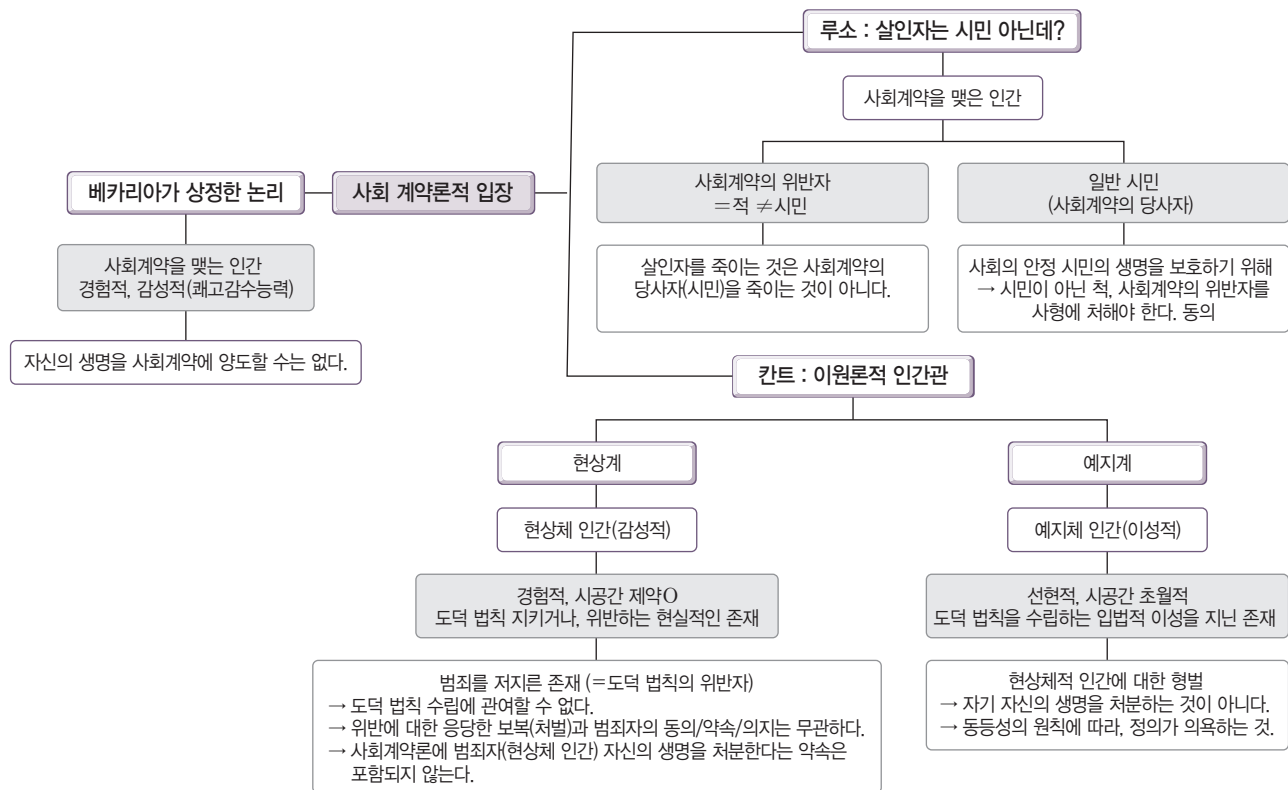 루소 : 살인자는 시민 아닌데?
사회계약을 맺은 인간
사회계약의 위반자
＝적 ≠시민
일반 시민
(사회계약의 당사자)
베카리아가 상정한 논리
사회 계약론적 입장
사회계약을 맺는 인간
경험적, 감성적(쾌고감수능력)
살인자를 죽이는 것은 사회계약의
당사자(시민)을 죽이는 것이 아니다.
사회의 안정 시민의 생명을 보호하기 위해
→ 시민이 아닌 척, 사회계약의 위반자를
사형에 처해야 한다. 동의
자신의 생명을 사회계약에 양도할 수는 없다.
칸트 : 이원론적 인간관
현상계
예지계
현상체 인간(감성적)
예지체 인간(이성적)
경험적, 시공간 제약O
도덕 법칙 지키거나, 위반하는 현실적인 존재
선현적, 시공간 초월적
도덕 법칙을 수립하는 입법적 이성을 지닌 존재
범죄를 저지른 존재 (＝도덕 법칙의 위반자)
→ 도덕 법칙 수립에 관여할 수 없다.
→ 위반에 대한 응당한 보복(처벌)과 범죄자의 동의/약속/의지는 무관하다.
→ 사회계약론에 범죄자(현상체 인간) 자신의 생명을 처분한다는 약속은
포함되지 않는다.
현상체적 인간에 대한 형벌
→ 자기 자신의 생명을 처분하는 것이 아니다.
→ 동등성의 원칙에 따라, 정의가 의욕하는 것.